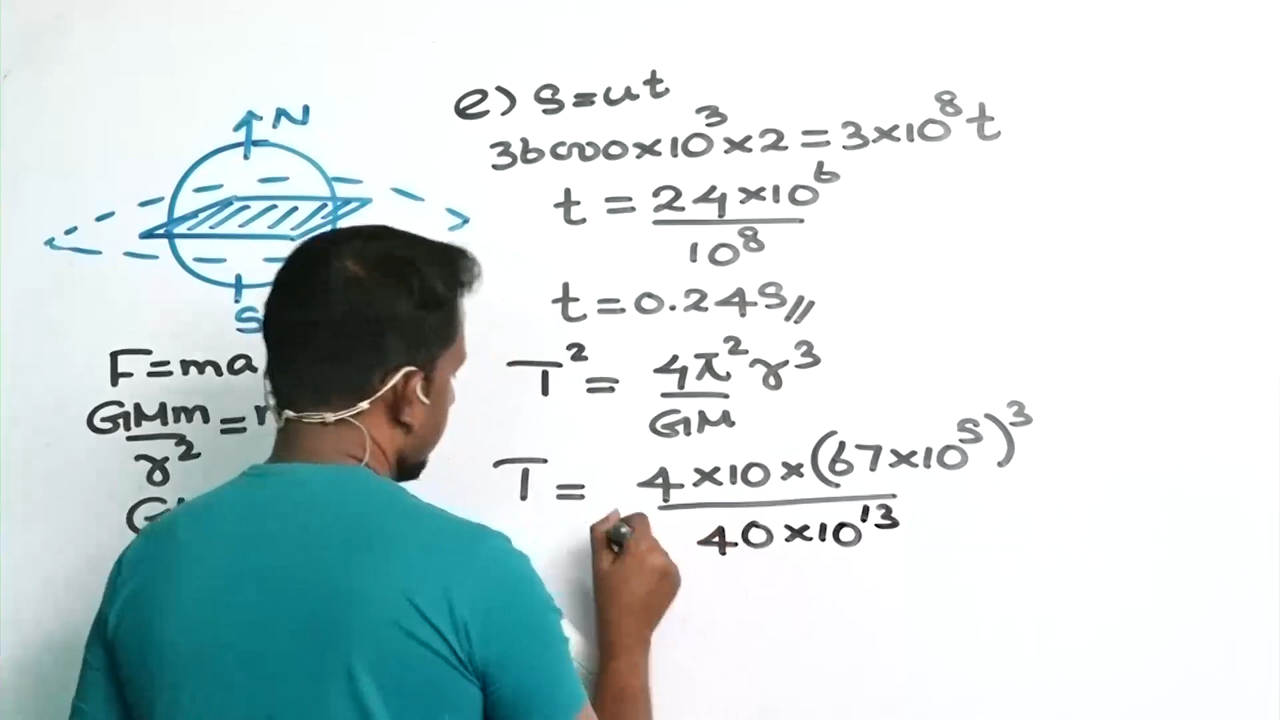 N
S
F=ma
GMm/r² =
e) S=ut
36000×10³×2=3×10⁸t
t = 24×10⁶/10⁸
t=0.24s//
T² = 4π²r³/GM
T = 4×10×(67×10⁵)³/40×10¹³